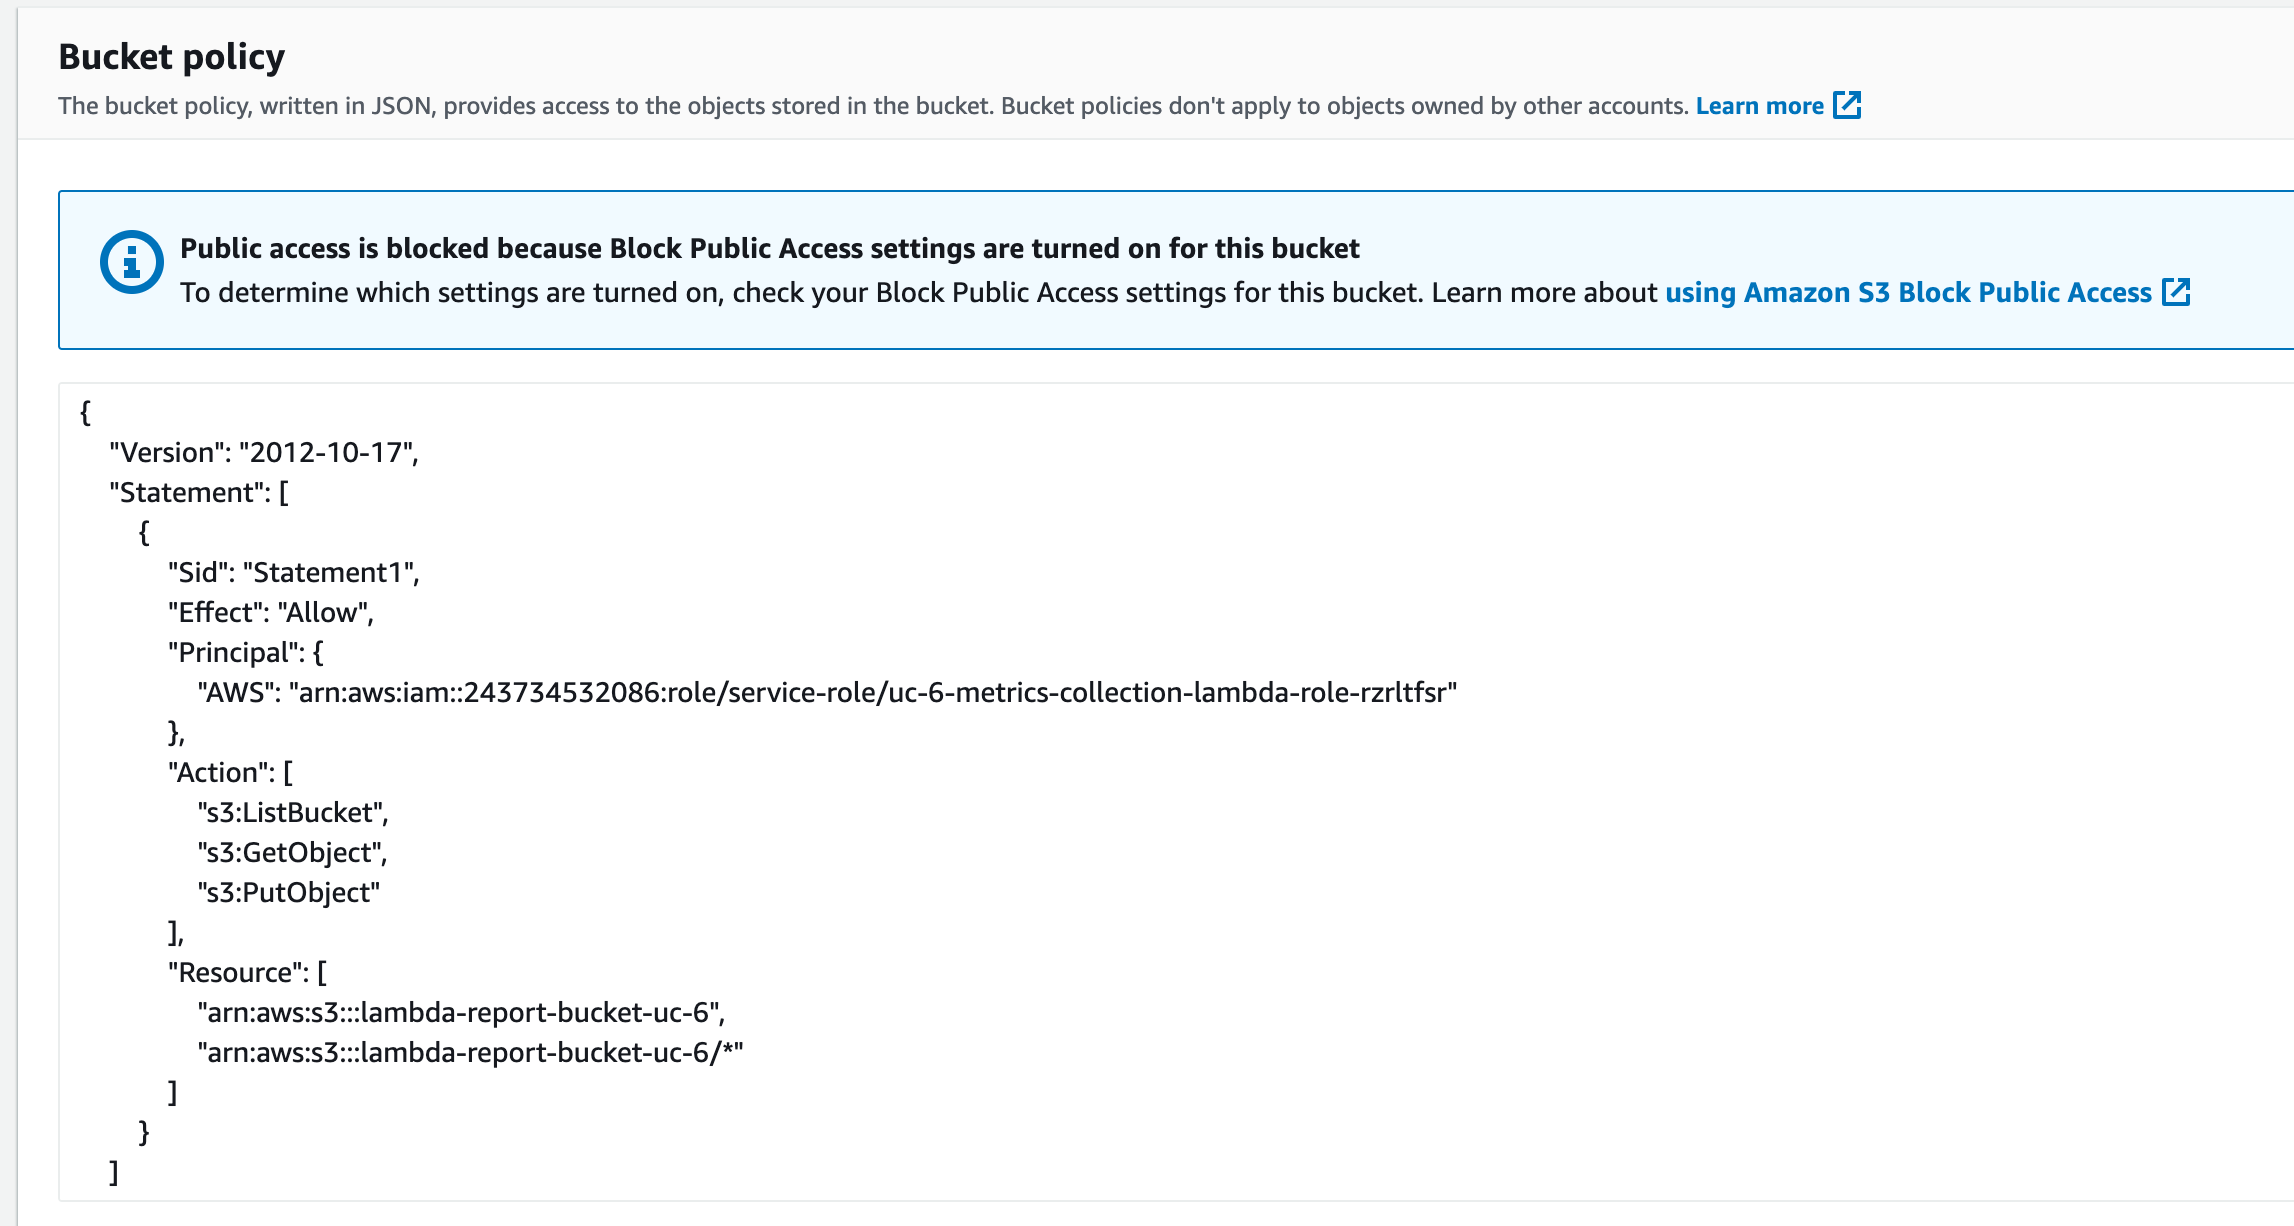 Bucket policy
The bucket policy, written in JSON, provides access to the objects stored in the bucket. Bucket policies don't apply to objects owned by other accounts. Learn more
Public access is blocked because Block Public Access settings are turned on for this bucket
To determine which settings are turned on, check your Block Public Access settings for this bucket. Learn more about using Amazon S3 Block Public Access
{
"Version": "2012-10-17",
"Statement": [
{
"Sid": "Statement1",
"Effect": "Allow",
"Principal": {
"AWS": "arn:aws:iam::243734532086:role/service-role/uc-6-metrics-collection-lambda-role-rzrltfsr"
},
"Action": [
"s3:ListBucket",
"s3:GetObject",
"s3:PutObject"
],
"Resource": [
"arn:aws:s3:::lambda-report-bucket-uc-6",
"arn:aws:s3:::lambda-report-bucket-uc-6/*"
]
}
]